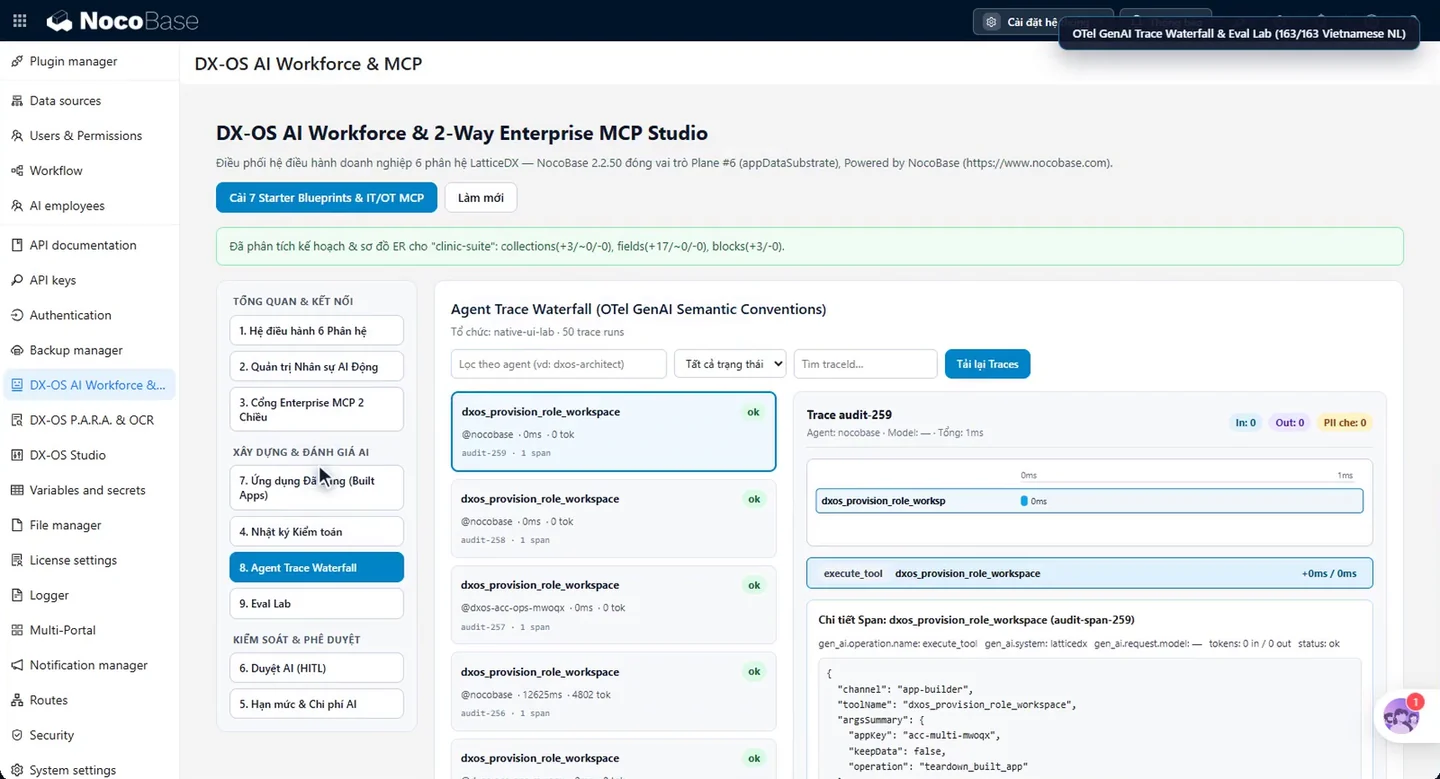 NocoBase
Cài đặt hệ
OTel GenAI Trace Waterfall & Eval Lab (163/163 Vietnamese NL)
Plugin manager
Data sources
Users & Permissions
Workflow
AI employees
API documentation
API keys
Authentication
Backup manager
DX-OS AI Workforce &...
DX-OS P.A.R.A. & OCR
DX-OS Studio
Variables and secrets
File manager
License settings
Logger
Multi-Portal
Notification manager
Routes
Security
System settings
DX-OS AI Workforce & MCP
DX-OS AI Workforce & 2-Way Enterprise MCP Studio
Điều phối hệ điều hành doanh nghiệp 6 phân hệ LatticeDX — NocoBase 2.2.50 đóng vai trò Plane #6 (appDataSubstrate), Powered by NocoBase (https://www.nocobase.com).
Cài 7 Starter Blueprints & IT/OT MCP
Làm mới
Đã phân tích kế hoạch & sơ đồ ER cho "clinic-suite": collections(+3/~0/-0), fields(+17/~0/-0), blocks(+3/-0).
TỔNG QUAN & KẾT NỐI
1. Hệ điều hành 6 Phân hệ
2. Quản trị Nhân sự AI Động
3. Cổng Enterprise MCP 2
Chiều
XÂY DỰNG & ĐÁNH GIÁ AI
7. Ứng dụng (Built
Apps)
4. Nhật ký Kiểm toán
8. Agent Trace Waterfall
9. Eval Lab
KIỂM SOÁT & PHÊ DUYỆT
6. Duyệt AI (HITL)
5. Hạn mức & Chi phí AI
Agent Trace Waterfall (OTel GenAI Semantic Conventions)
Tổ chức: native-ui-lab · 50 trace runs
Lọc theo agent (vd: dxos-architect)
Tất cả trạng thái
Tìm traceId...
Tải lại Traces
dxos_provision_role_workspace
ok
@nocobase · 0ms · 0 tok
audit-259 · 1 span
dxos_provision_role_workspace
ok
@nocobase · 0ms · 0 tok
audit-258 · 1 span
dxos_provision_role_workspace
ok
@dxos-acc-ops-mwoqx · 0ms · 0 tok
audit-257 · 1 span
dxos_provision_role_workspace
ok
@nocobase · 12625ms · 4802 tok
audit-256 · 1 span
dxos_provision_role_workspace
ok
Trace audit-259
Agent: nocobase · Model: — · Tổng: 1ms
In: 0
Out: 0
PII che: 0
0ms
1ms
dxos_provision_role_worksp
0ms
execute_tool
dxos_provision_role_workspace
+0ms / 0ms
Chi tiết Span: dxos_provision_role_workspace (audit-span-259)
gen_ai.operation.name: execute_tool gen_ai.system: latticedx gen_ai.request.model: — tokens: 0 in / 0 out status: ok
{
"channel": "app-builder",
"toolName": "dxos_provision_role_workspace",
"argsSummary": {
"appKey": "acc-multi-mwoqx",
"keepData": false,
"operation": "teardown_built_app"
1